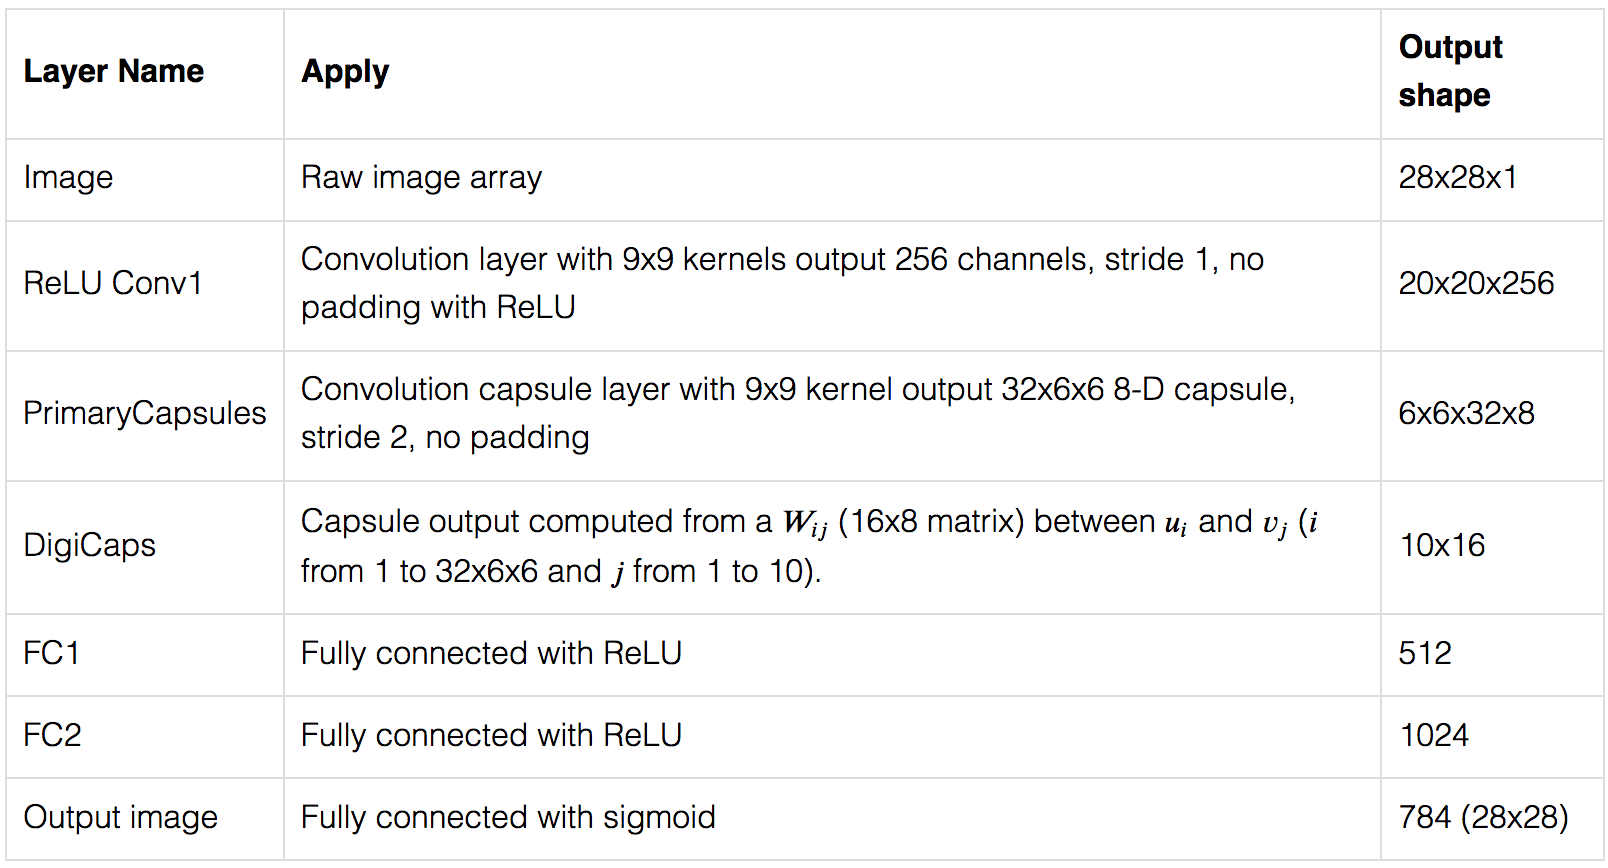 Layer Name Apply Output
shape
Image Raw image array 28x28x1
ReLU Conv1 Convolution layer with 9x9 kernels output 256 channels, stride 1, no
padding with ReLU 20x20x256
PrimaryCapsules Convolution capsule layer with 9x9 kernel output 32x6x6 8-D capsule,
stride 2, no padding 6x6x32x8
DigiCaps Capsule output computed from a W_ij (16x8 matrix) between u_i and v_j (i
from 1 to 32x6x6 and j from 1 to 10). 10x16
FC1 Fully connected with ReLU 512
FC2 Fully connected with ReLU 1024
Output image Fully connected with sigmoid 784 (28x28)